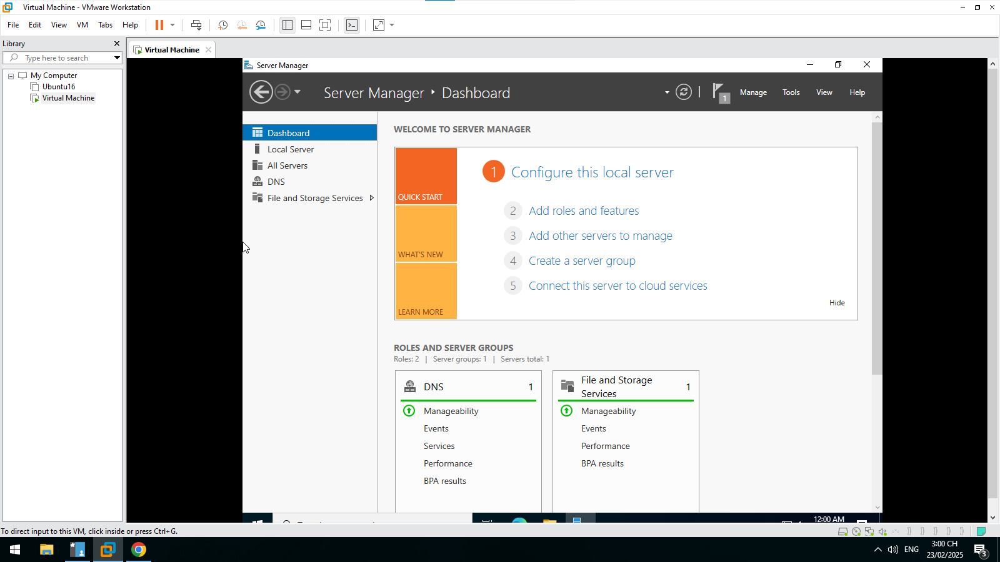 Virtual Machine - VMware Workstation
File Edit View VM Tabs Help
Library
Type here to search
My Computer
Ubuntu16
Virtual Machine
Virtual Machine
Server Manager
Server Manager Dashboard
1
Manage Tools View Help
Dashboard
Local Server
All Servers
DNS
File and Storage Services
WELCOME TO SERVER MANAGER
QUICK START
WHAT'S NEW
LEARN MORE
1 Configure this local server
2 Add roles and features
3 Add other servers to manage
4 Create a server group
5 Connect this server to cloud services
Hide
ROLES AND SERVER GROUPS
Roles: 2 | Server groups: 1 | Servers total: 1
DNS 1
Manageability
Events
Services
Performance
BPA results
File and Storage Services 1
Manageability
Events
Performance
BPA results
12:00 AM
To direct input to this VM, click inside or press Ctrl+G.
ENG
3:00 CH
23/02/2025
3